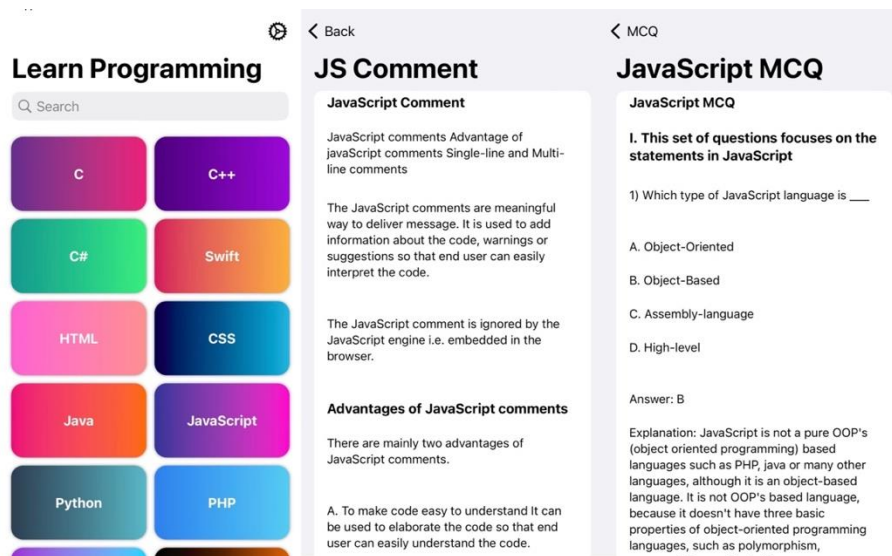 Learn Programming
Search
C
C++
C#
Swift
HTML
CSS
Java
JavaScript
Python
PHP
Back
JS Comment
JavaScript Comment
JavaScript comments Advantage of
javaScript comments Single-line and Multi-
line comments
The JavaScript comments are meaningful
way to deliver message. It is used to add
information about the code, warnings or
suggestions so that end user can easily
interpret the code.
The JavaScript comment is ignored by the
JavaScript engine i.e. embedded in the
browser.
Advantages of JavaScript comments
There are mainly two advantages of
JavaScript comments.
A. To make code easy to understand It can
be used to elaborate the code so that end
user can easily understand the code.
MCQ
JavaScript MCQ
JavaScript MCQ
I. This set of questions focuses on the
statements in JavaScript
1) Which type of JavaScript language is ___
A. Object-Oriented
B. Object-Based
C. Assembly-language
D. High-level
Answer: B
Explanation: JavaScript is not a pure OOP's
(object oriented programming) based
languages such as PHP, java or many other
languages, although it is an object-based
language. It is not OOP's based language,
because it doesn't have three basic
properties of object-oriented programming
languages, such as polymorphism,